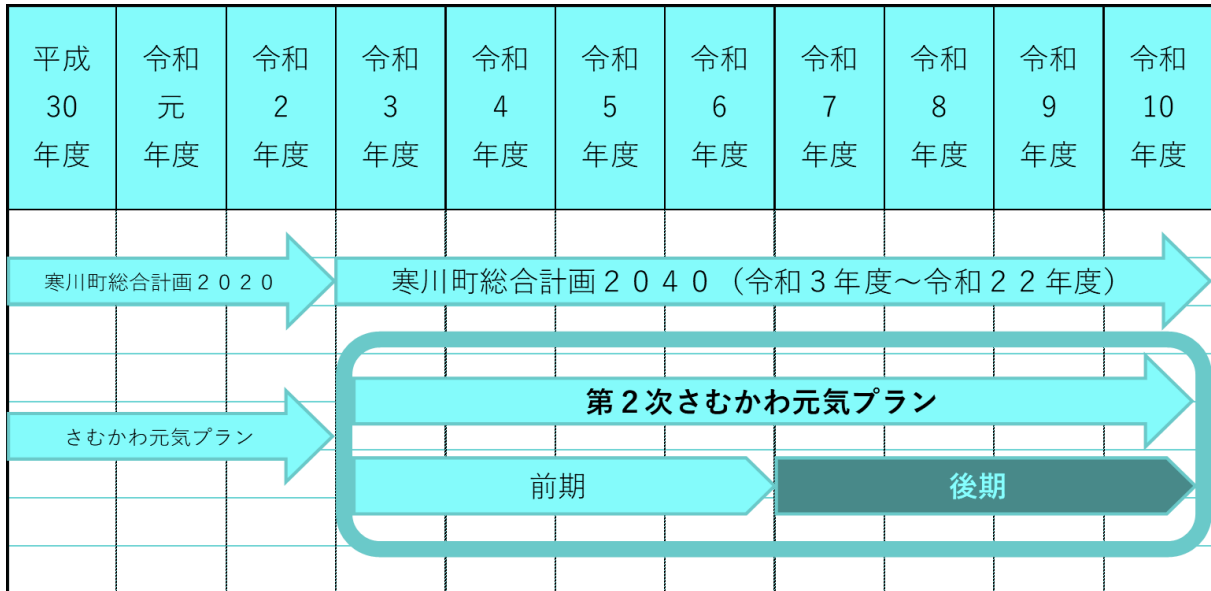 平成
30
年度
令和
元
年度
令和
2
年度
令和
3
年度
令和
4
年度
令和
5
年度
令和
6
年度
令和
7
年度
令和
8
年度
令和
9
年度
令和
10
年度
寒川町総合計画２０２０
寒川町総合計画２０４０（令和３年度～令和２２年度）
第２次さむかわ元気プラン
さむかわ元気プラン
前期
後期